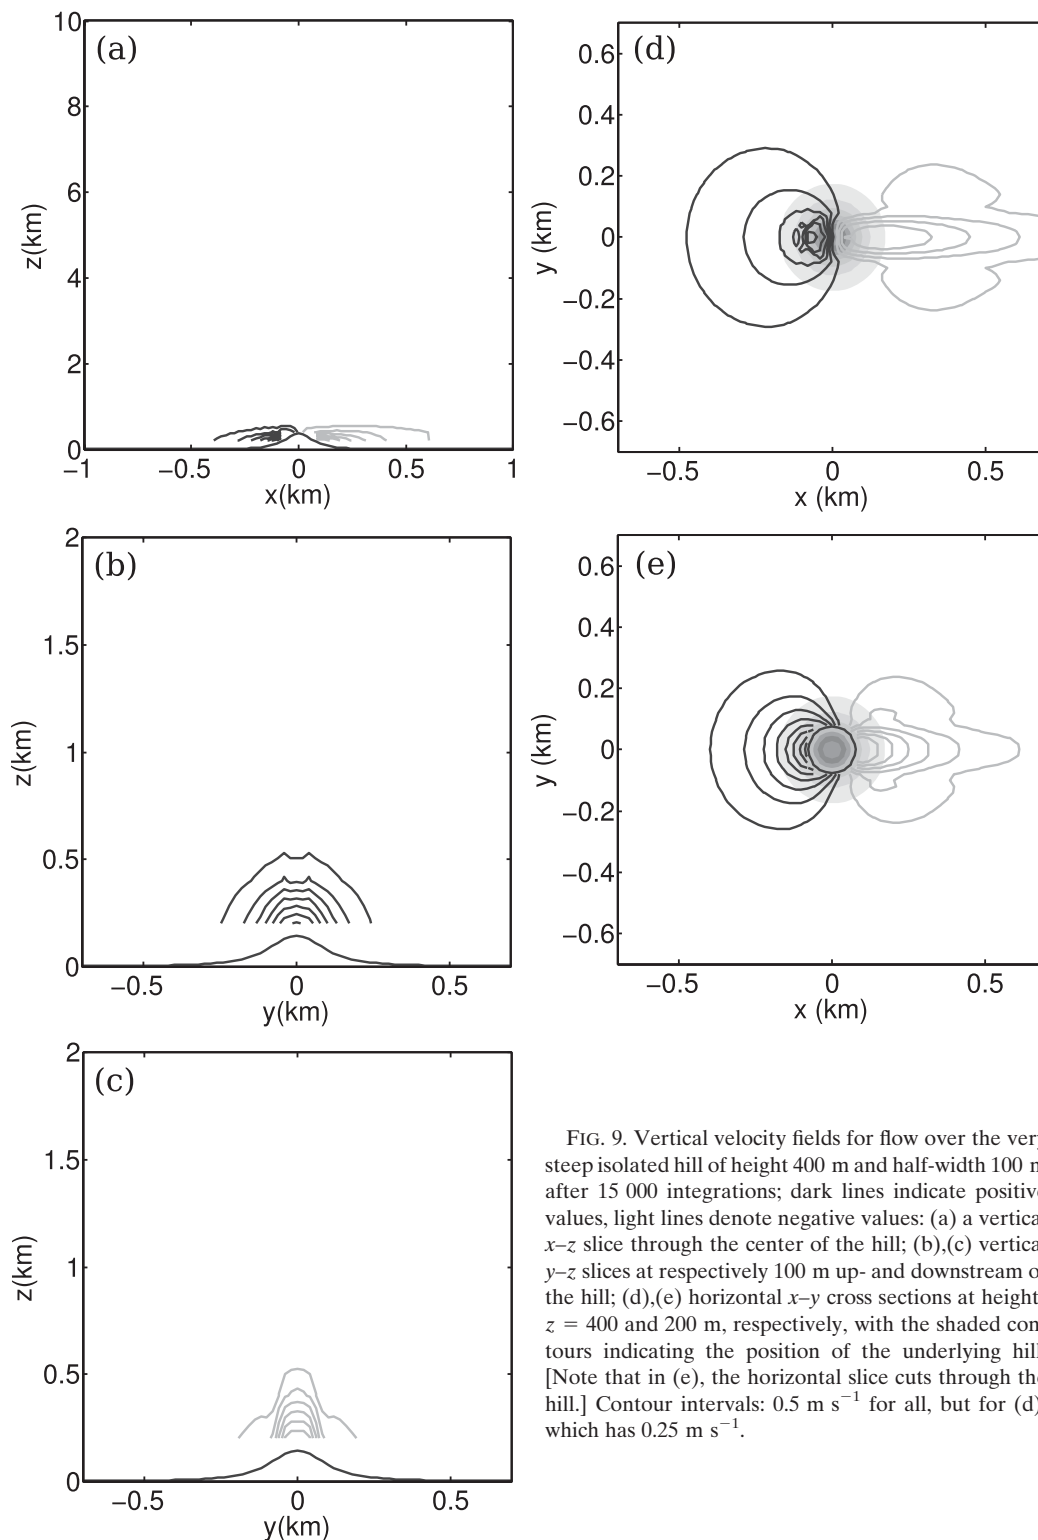 (a)
10
8
6
4
2
0
z(km)
−1
−0.5
0
0.5
1
x(km)
(b)
2
1.5
1
0.5
0
z(km)
−0.5
0
0.5
y(km)
(c)
2
1.5
1
0.5
0
z(km)
−0.5
0
0.5
y(km)
(d)
0.6
0.4
0.2
0
−0.2
−0.4
−0.6
y (km)
−0.5
0
0.5
x (km)
(e)
0.6
0.4
0.2
0
−0.2
−0.4
−0.6
y (km)
−0.5
0
0.5
x (km)
FIG. 9. Vertical velocity fields for flow over the very
steep isolated hill of height 400 m and half-width 100 m
after 15 000 integrations; dark lines indicate positive
values, light lines denote negative values: (a) a vertica
x–z slice through the center of the hill; (b),(c) vertica
y–z slices at respectively 100 m up- and downstream o
the hill; (d),(e) horizontal x–y cross sections at height
z = 400 and 200 m, respectively, with the shaded con
tours indicating the position of the underlying hill
[Note that in (e), the horizontal slice cuts through the
hill.] Contour intervals: 0.5 m s−1 for all, but for (d)
which has 0.25 m s−1.